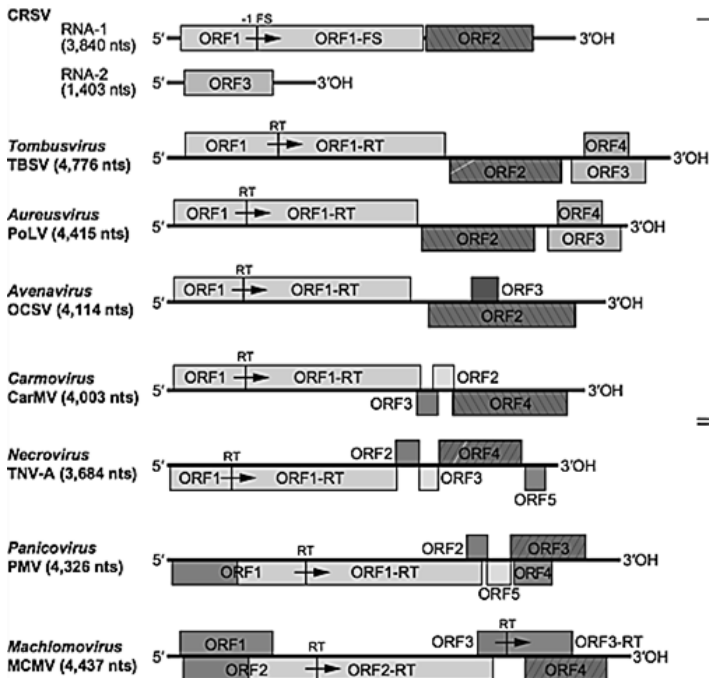 CRSV
-1 FS
RNA-1 (3,840 nts) 5′ ORF1 ORF1-FS ORF2 3′OH
RNA-2 (1,403 nts) 5′ ORF3 3′OH
RT
Tombusvirus 5′ ORF1 ORF1-RT ORF4 3′OH
TBSV (4,776 nts) ORF2 ORF3
RT
Aureusvirus 5′ ORF1 ORF1-RT ORF4 3′OH
PoLV (4,415 nts) ORF2 ORF3
RT
Avenavirus 5′ ORF1 ORF1-RT ORF3 3′OH
OCSV (4,114 nts) ORF2
RT
Carmovirus 5′ ORF1 ORF1-RT ORF2 3′OH
CarMV (4,003 nts) ORF3 ORF4
ORF2 ORF4
Necrovirus 5′ RT 3′OH
TNV-A (3,684 nts) ORF1 ORF1-RT ORF3
ORF5
RT ORF2 ORF3
Panicovirus 5′ 3′OH
PMV (4,326 nts) ORF1 ORF1-RT ORF4
ORF5
RT
ORF1 RT ORF3 ORF3-RT
Machlomovirus 5′ 3′OH
MCMV (4,437 nts) ORF2 ORF2-RT ORF4